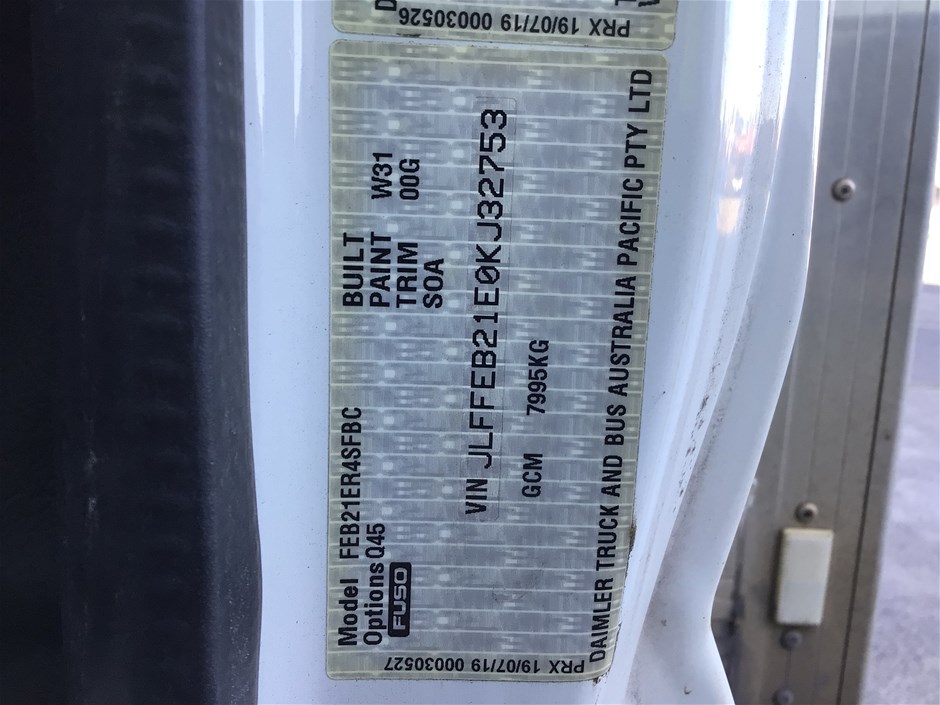 PRX 19/07/19 00030526
Model FEB21ER4SFBC
Options Q45
FUSO
BUILT
PAINT W31
TRIM 00G
SOA
VIN JLFFEB21E0KJ32753
GCM 7995KG
DAIMLER TRUCK AND BUS AUSTRALIA PACIFIC PTY LTD
PRX 19/07/19 00030527